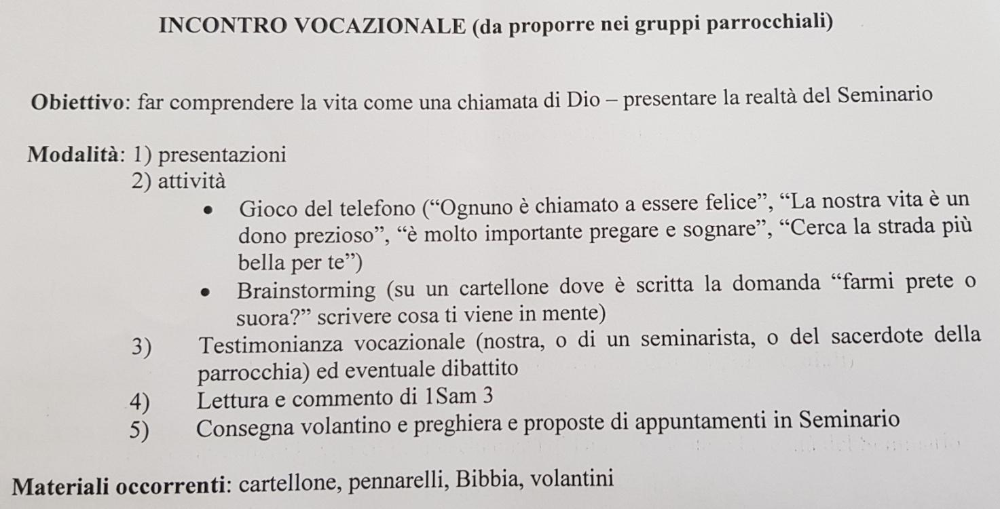 INCONTRO VOCAZIONALE (da proporre nei gruppi parrocchiali)
Obiettivo: far comprendere la vita come una chiamata di Dio – presentare la realtà del Seminario
Modalità: 1) presentazioni
2) attività
• Gioco del telefono (“Ognuno è chiamato a essere felice”, “La nostra vita è un
dono prezioso”, “è molto importante pregare e sognare”, “Cerca la strada più
bella per te”)
• Brainstorming (su un cartellone dove è scritta la domanda “farmi prete o
suora?” scrivere cosa ti viene in mente)
3) Testimonianza vocazionale (nostra, o di un seminarista, o del sacerdote della
parrocchia) ed eventuale dibattito
4) Lettura e commento di 1Sam 3
5) Consegna volantino e preghiera e proposte di appuntamenti in Seminario
Materiali occorrenti: cartellone, pennarelli, Bibbia, volantini